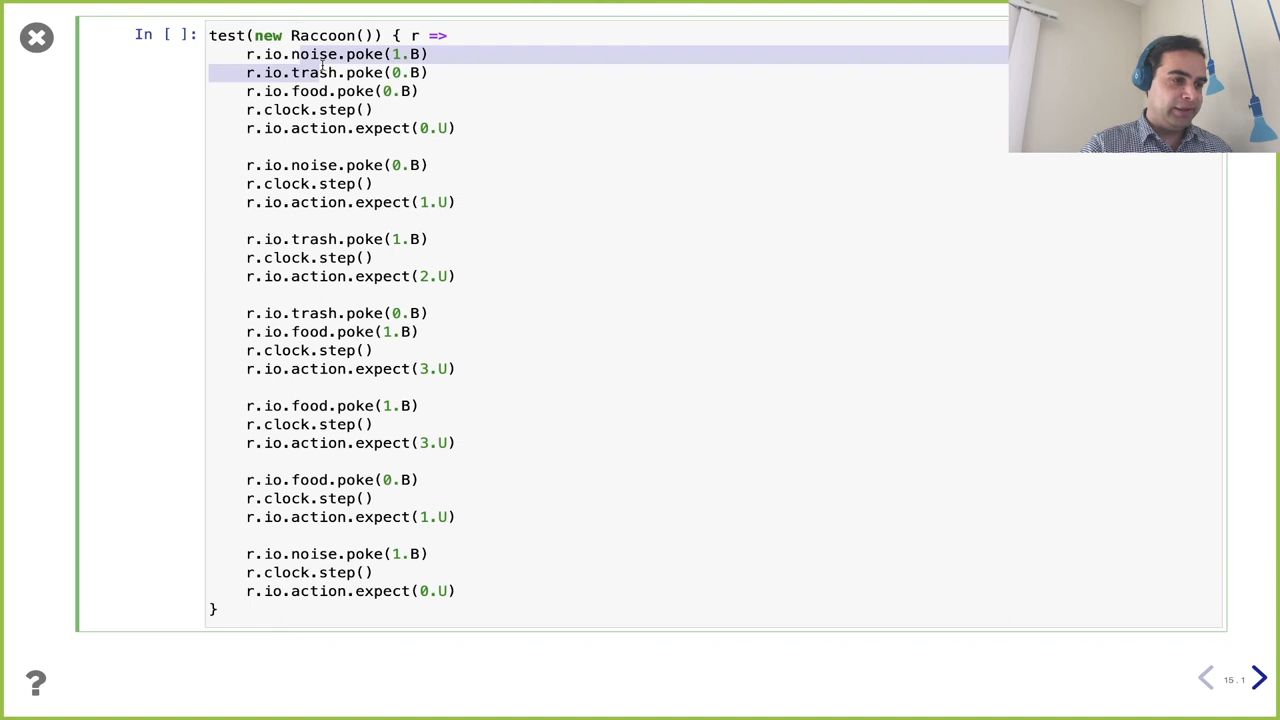 In [ ]:
test(new Raccoon()) { r =>
    r.io.noise.poke(1.B)
    r.io.trash.poke(0.B)
    r.io.food.poke(0.B)
    r.clock.step()
    r.io.action.expect(0.U)

    r.io.noise.poke(0.B)
    r.clock.step()
    r.io.action.expect(1.U)

    r.io.trash.poke(1.B)
    r.clock.step()
    r.io.action.expect(2.U)

    r.io.trash.poke(0.B)
    r.io.food.poke(1.B)
    r.clock.step()
    r.io.action.expect(3.U)

    r.io.food.poke(1.B)
    r.clock.step()
    r.io.action.expect(3.U)

    r.io.food.poke(0.B)
    r.clock.step()
    r.io.action.expect(1.U)

    r.io.noise.poke(1.B)
    r.clock.step()
    r.io.action.expect(0.U)
}
?
15.1